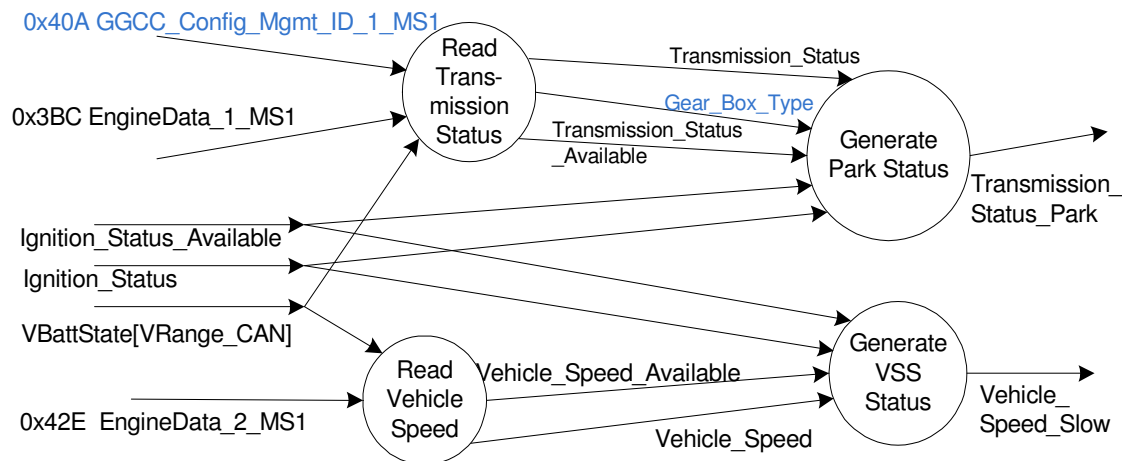 0x40A GGCC_Config_Mgmt_ID_1_MS1
0x3BC EngineData_1_MS1
Read
Trans-
mission
Status
Transmission_Status
Gear_Box_Type
Transmission_Status
_Available
Generate
Park Status
Transmission_
Status_Park
Ignition_Status_Available
Ignition_Status
VBattState[VRange_CAN]
0x42E EngineData_2_MS1
Read
Vehicle
Speed
Vehicle_Speed_Available
Vehicle_Speed
Generate
VSS
Status
Vehicle_
Speed_Slow